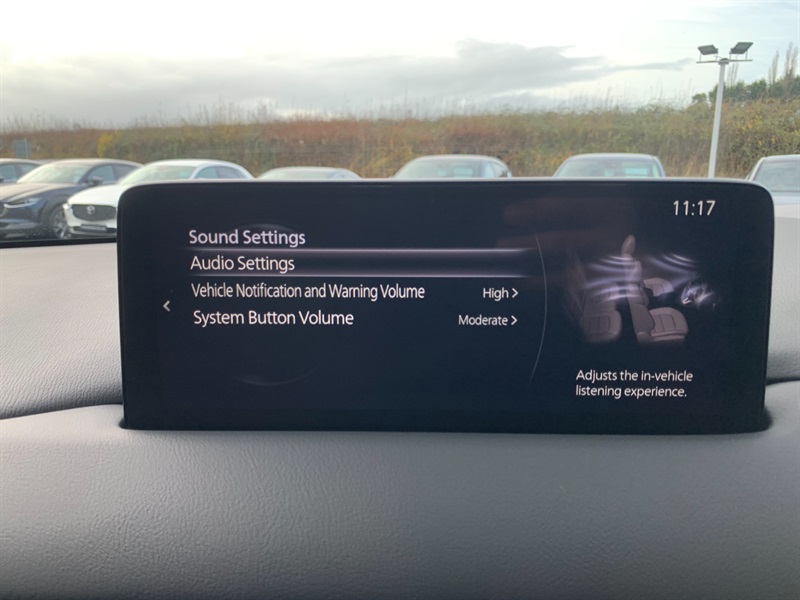 11:17
Sound Settings
Audio Settings
Vehicle Notification and Warning Volume High
System Button Volume Moderate
Adjusts the in-vehicle
listening experience.